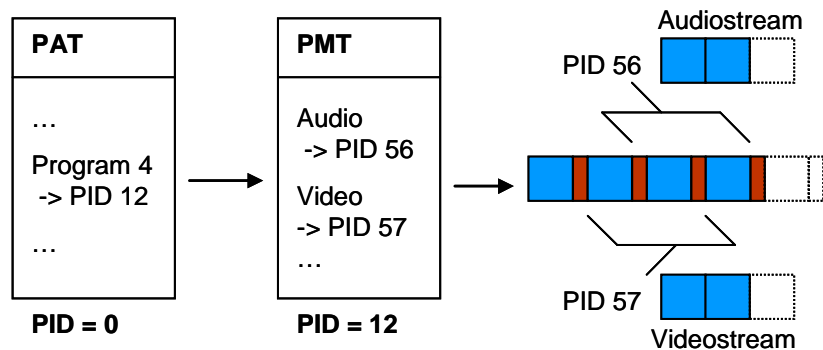 PAT
...
Program 4
-> PID 12
...
PID = 0
PMT
Audio
-> PID 56
Video
-> PID 57
...
PID = 12
Audiostream
PID 56
PID 57
Videostream